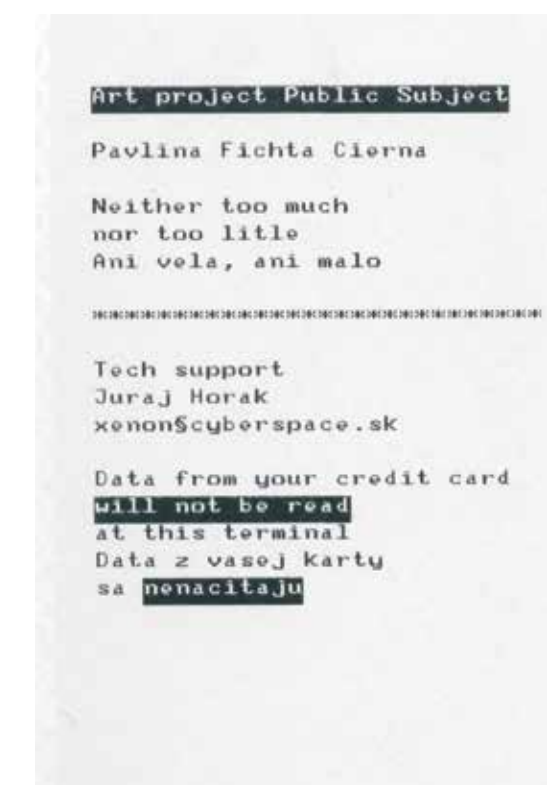 Art project Public Subject
Pavlina Fichta Cierna
Neither too much
nor too litle
Ani vela, ani malo
**********************************
Tech support
Juraj Horak
xenon§cyberspace.sk
Data from your credit card
will not be read
at this terminal
Data z vasej karty
sa nenacitaju